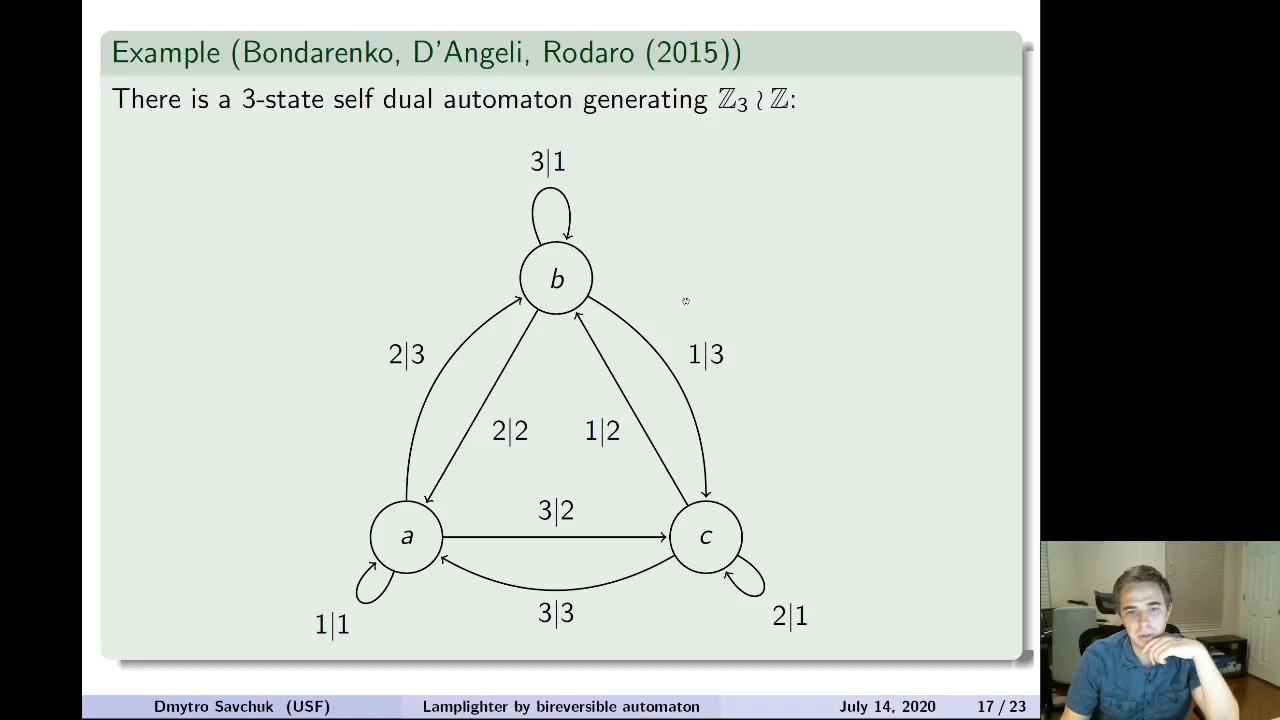 Example (Bondarenko, D'Angeli, Rodaro (2015))
There is a 3-state self dual automaton generating ℤ₃ ≀ ℤ:
3|1
b
2|3
1|3
2|2
1|2
3|2
a
c
3|3
1|1
2|1
Dmytro Savchuk (USF)
Lamplighter by bireversible automaton
July 14, 2020
17 / 23